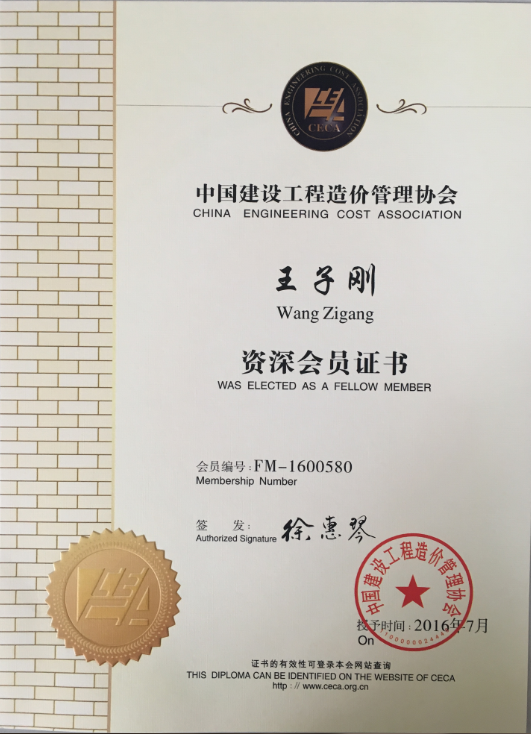 CHINA ENGINEERING COST ASSOCIATION
CECA
中国建设工程造价管理协会
CHINA ENGINEERING COST ASSOCIATION
王子刚
Wang Zigang
资深会员证书
WAS ELECTED AS A FELLOW MEMBER
会员编号:FM-1600580
Membership Number
签 发:
Authorized Signature
徐惠琴
中国建设工程造价管理协会
授予时间:2016年7月
On
证书的有效性可登录本会网站查询
THIS DIPLOMA CAN BE IDENTIFIED ON THE WEBSITE OF CECA
http://www.ceca.org.cn